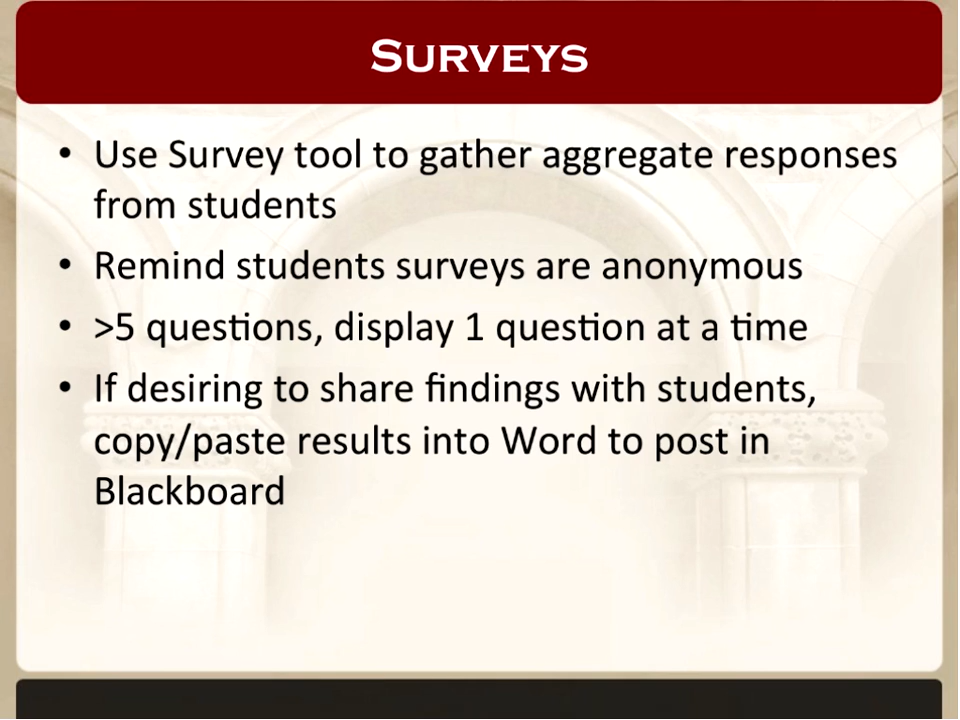 Surveys
• Use Survey tool to gather aggregate responses
from students
• Remind students surveys are anonymous
• >5 questions, display 1 question at a time
• If desiring to share findings with students,
copy/paste results into Word to post in
Blackboard